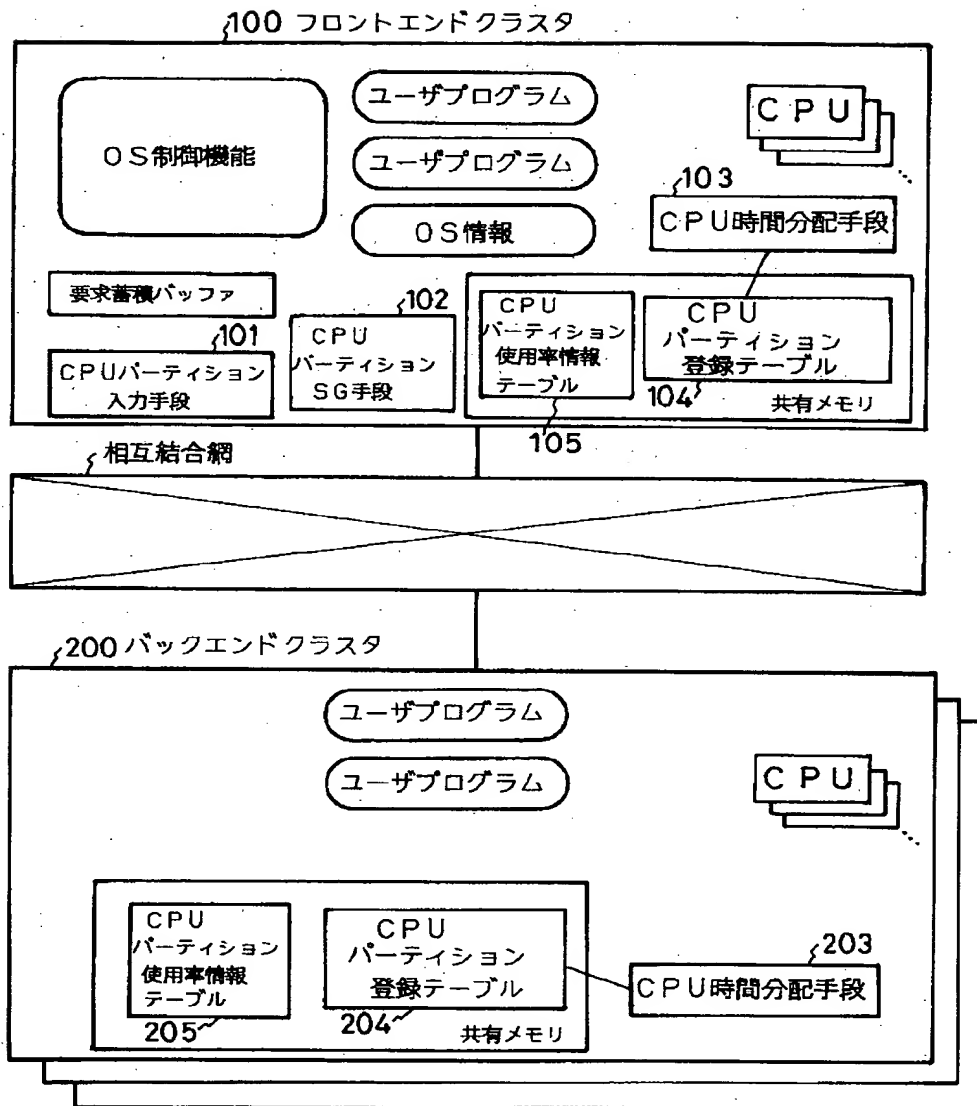 100 フロントエンドクラスタ
OS制御機能
ユーザプログラム
ユーザプログラム
OS情報
CPU
103
CPU時間分配手段
要求蓄積バッファ
101
CPUパーティション
入力手段
102
CPU
パーティション
SG手段
CPU
パーティション
使用率情報
テーブル
105
CPU
パーティション
登録テーブル
104
共有メモリ
相互結合網
200 バックエンドクラスタ
ユーザプログラム
ユーザプログラム
CPU
CPU
パーティション
使用率情報
テーブル
205
CPU
パーティション
登録テーブル
204
共有メモリ
203
CPU時間分配手段